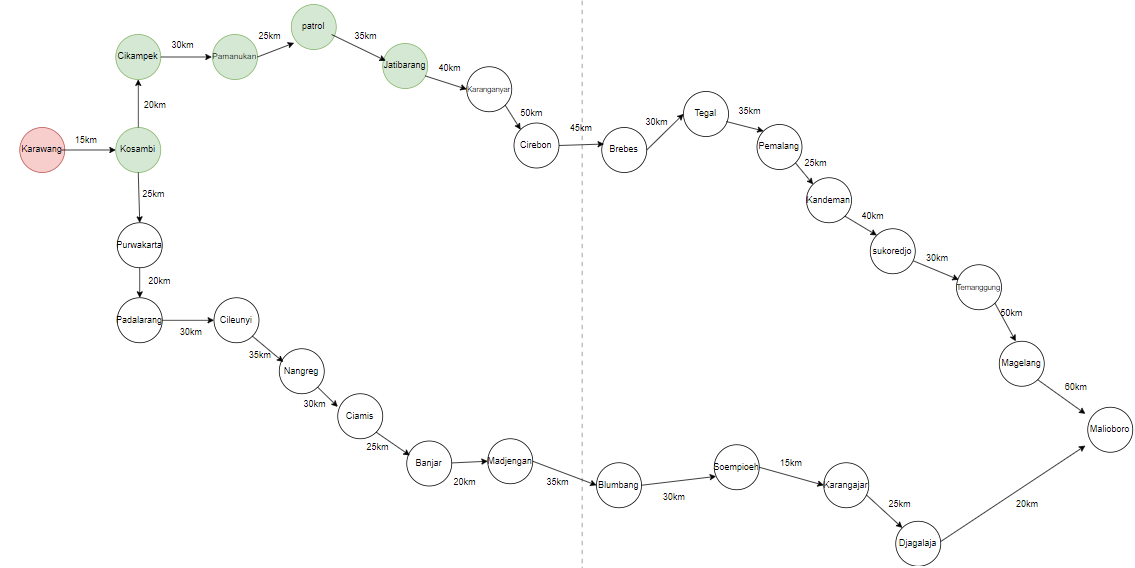 patrol
25km
30km
35km
Cikampek
Pamanukan
Jatibarang
40km
Karanganyar
20km
50km
Karawang
15km
Kosambi
Cirebon
45km
Brebes
30km
Tegal
35km
Pemalang
25km
Kandeman
40km
sukoredjo
30km
Temanggung
Magelang
60km
Malioboro
25km
Purwakarta
20km
Padalarang
30km
Cileunyi
35km
Nangreg
30km
Ciamis
25km
Banjar
20km
Madjengan
35km
Blumbang
30km
Soempioeh
15km
Karangajar
25km
Djagalaja
20km